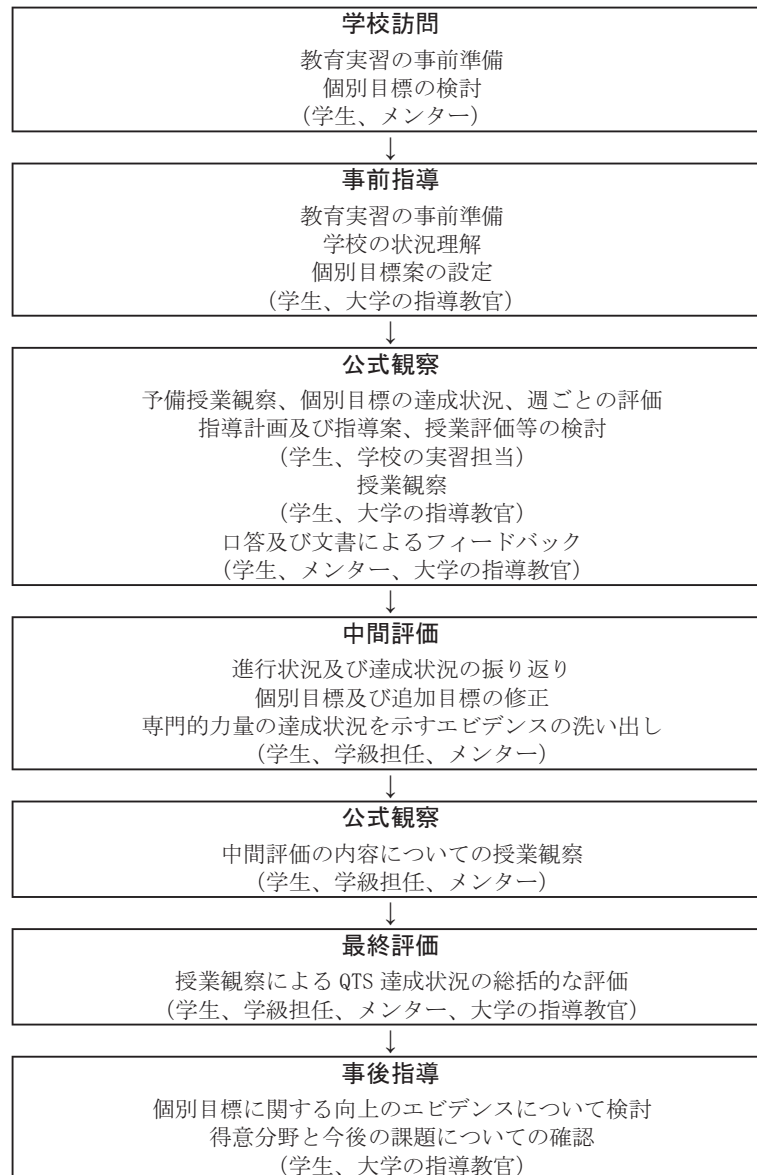 学校訪問
教育実習の事前準備
個別目標の検討
（学生、メンター）
↓
事前指導
教育実習の事前準備
学校の状況理解
個別目標案の設定
（学生、大学の指導教官）
↓
公式観察
予備授業観察、個別目標の達成状況、週ごとの評価
指導計画及び指導案、授業評価等の検討
（学生、学校の実習担当）
授業観察
（学生、大学の指導教官）
口答及び文書によるフィードバック
（学生、メンター、大学の指導教官）
↓
中間評価
進行状況及び達成状況の振り返り
個別目標及び追加目標の修正
専門的力量の達成状況を示すエビデンスの洗い出し
（学生、学級担任、メンター）
↓
公式観察
中間評価の内容についての授業観察
（学生、学級担任、メンター）
↓
最終評価
授業観察による QTS 達成状況の総括的な評価
（学生、学級担任、メンター、大学の指導教官）
↓
事後指導
個別目標に関する向上のエビデンスについて検討
得意分野と今後の課題についての確認
（学生、大学の指導教官）